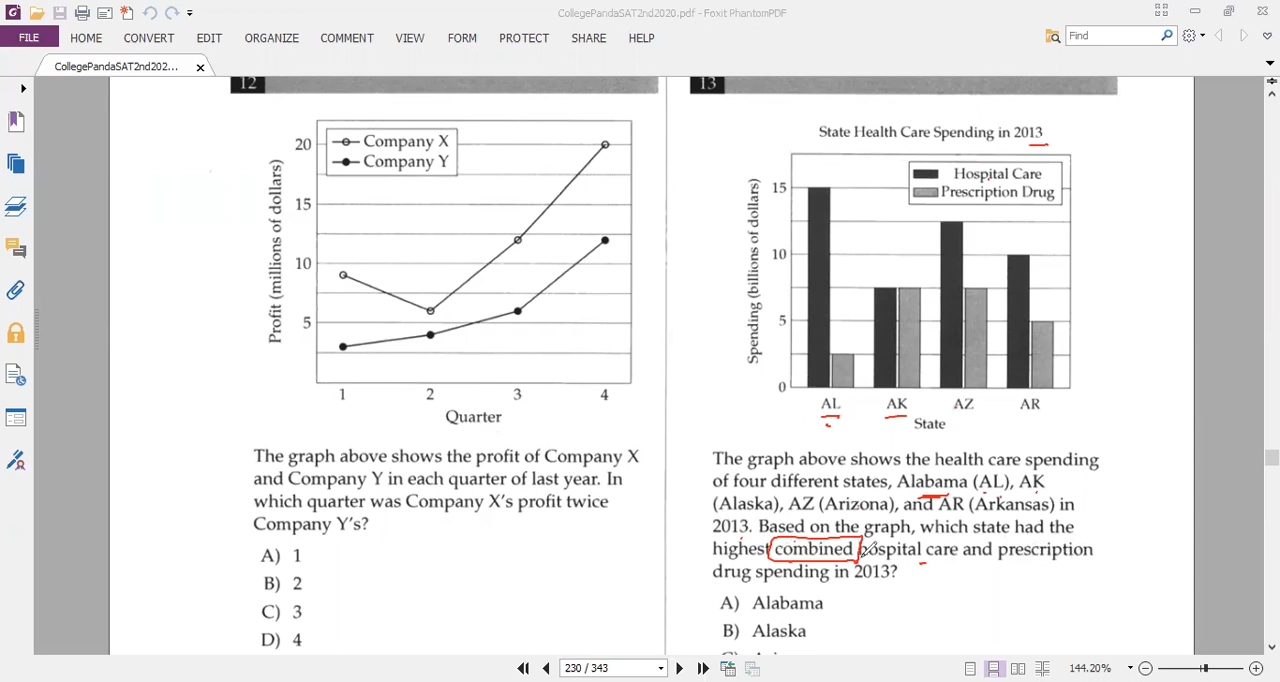 CollegePandaSAT2nd2020.pdf - Foxit PhantomPDF
FILE HOME CONVERT EDIT ORGANIZE COMMENT VIEW FORM PROTECT SHARE HELP
Find
CollegePandaSAT2nd202...
12
20
15
10
5
Profit (millions of dollars)
Company X
Company Y
1 2 3 4
Quarter
The graph above shows the profit of Company X
and Company Y in each quarter of last year. In
which quarter was Company X's profit twice
Company Y's?
A) 1
B) 2
C) 3
D) 4
13
State Health Care Spending in 2013
Hospital Care
Prescription Drug
15
10
5
0
Spending (billions of dollars)
AL AK AZ AR
State
The graph above shows the health care spending
of four different states, Alabama (AL), AK
(Alaska), AZ (Arizona), and AR (Arkansas) in
2013. Based on the graph, which state had the
highest combined hospital care and prescription
drug spending in 2013?
A) Alabama
B) Alaska
230 / 343
144.20%